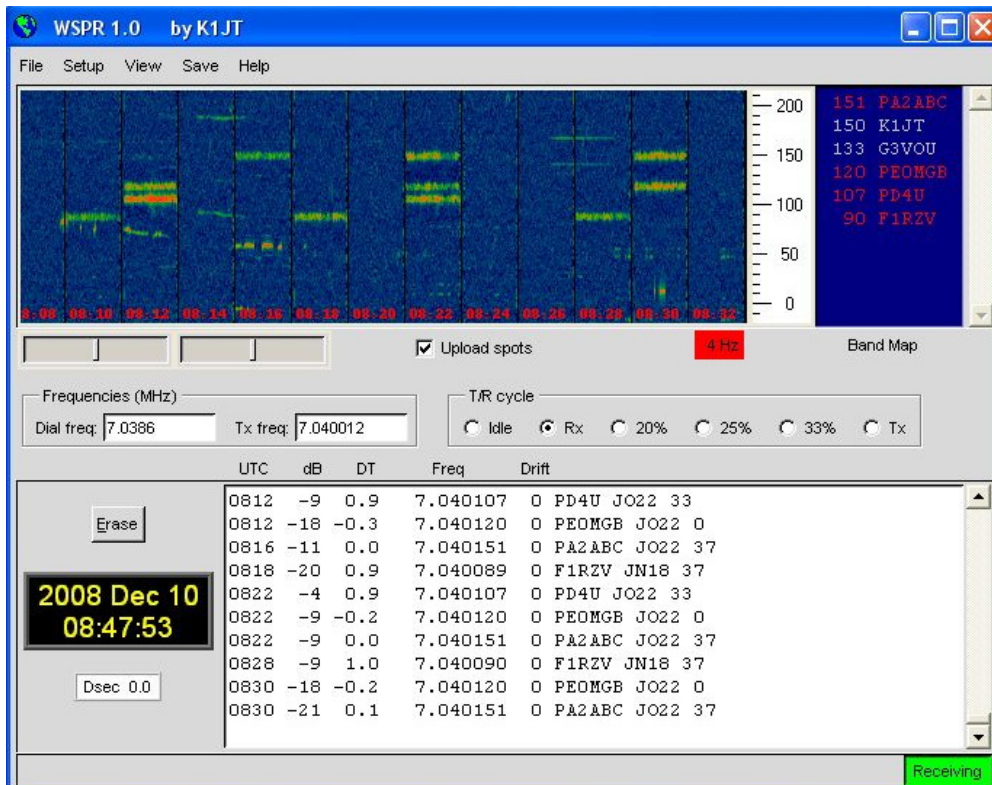 WSPR 1.0 by K1JT
File Setup View Save Help
200
150
100
50
0
151 PA2ABC
150 K1JT
133 G3VOU
120 PE0MGB
107 PD4U
90 F1RZV
8:08 08:10 08:12 08:14 08:16 08:18 08:20 08:22 08:24 08:26 08:28 08:30 08:32
Upload spots 4 Hz Band Map
Frequencies (MHz) T/R cycle
Dial freq: 7.0386 Tx freq: 7.040012 Idle Rx 20% 25% 33% Tx
UTC dB DT Freq Drift
0812 -9 0.9 7.040107 0 PD4U JO22 33
0812 -18 -0.3 7.040120 0 PE0MGB JO22 0
0816 -11 0.0 7.040151 0 PA2ABC JO22 37
0818 -20 0.9 7.040089 0 F1RZV JN18 37
0822 -4 0.9 7.040107 0 PD4U JO22 33
0822 -9 -0.2 7.040120 0 PE0MGB JO22 0
0822 -9 0.0 7.040151 0 PA2ABC JO22 37
0828 -9 1.0 7.040090 0 F1RZV JN18 37
0830 -18 -0.2 7.040120 0 PE0MGB JO22 0
0830 -21 0.1 7.040151 0 PA2ABC JO22 37
Erase
2008 Dec 10
08:47:53
Dsec 0.0
Receiving